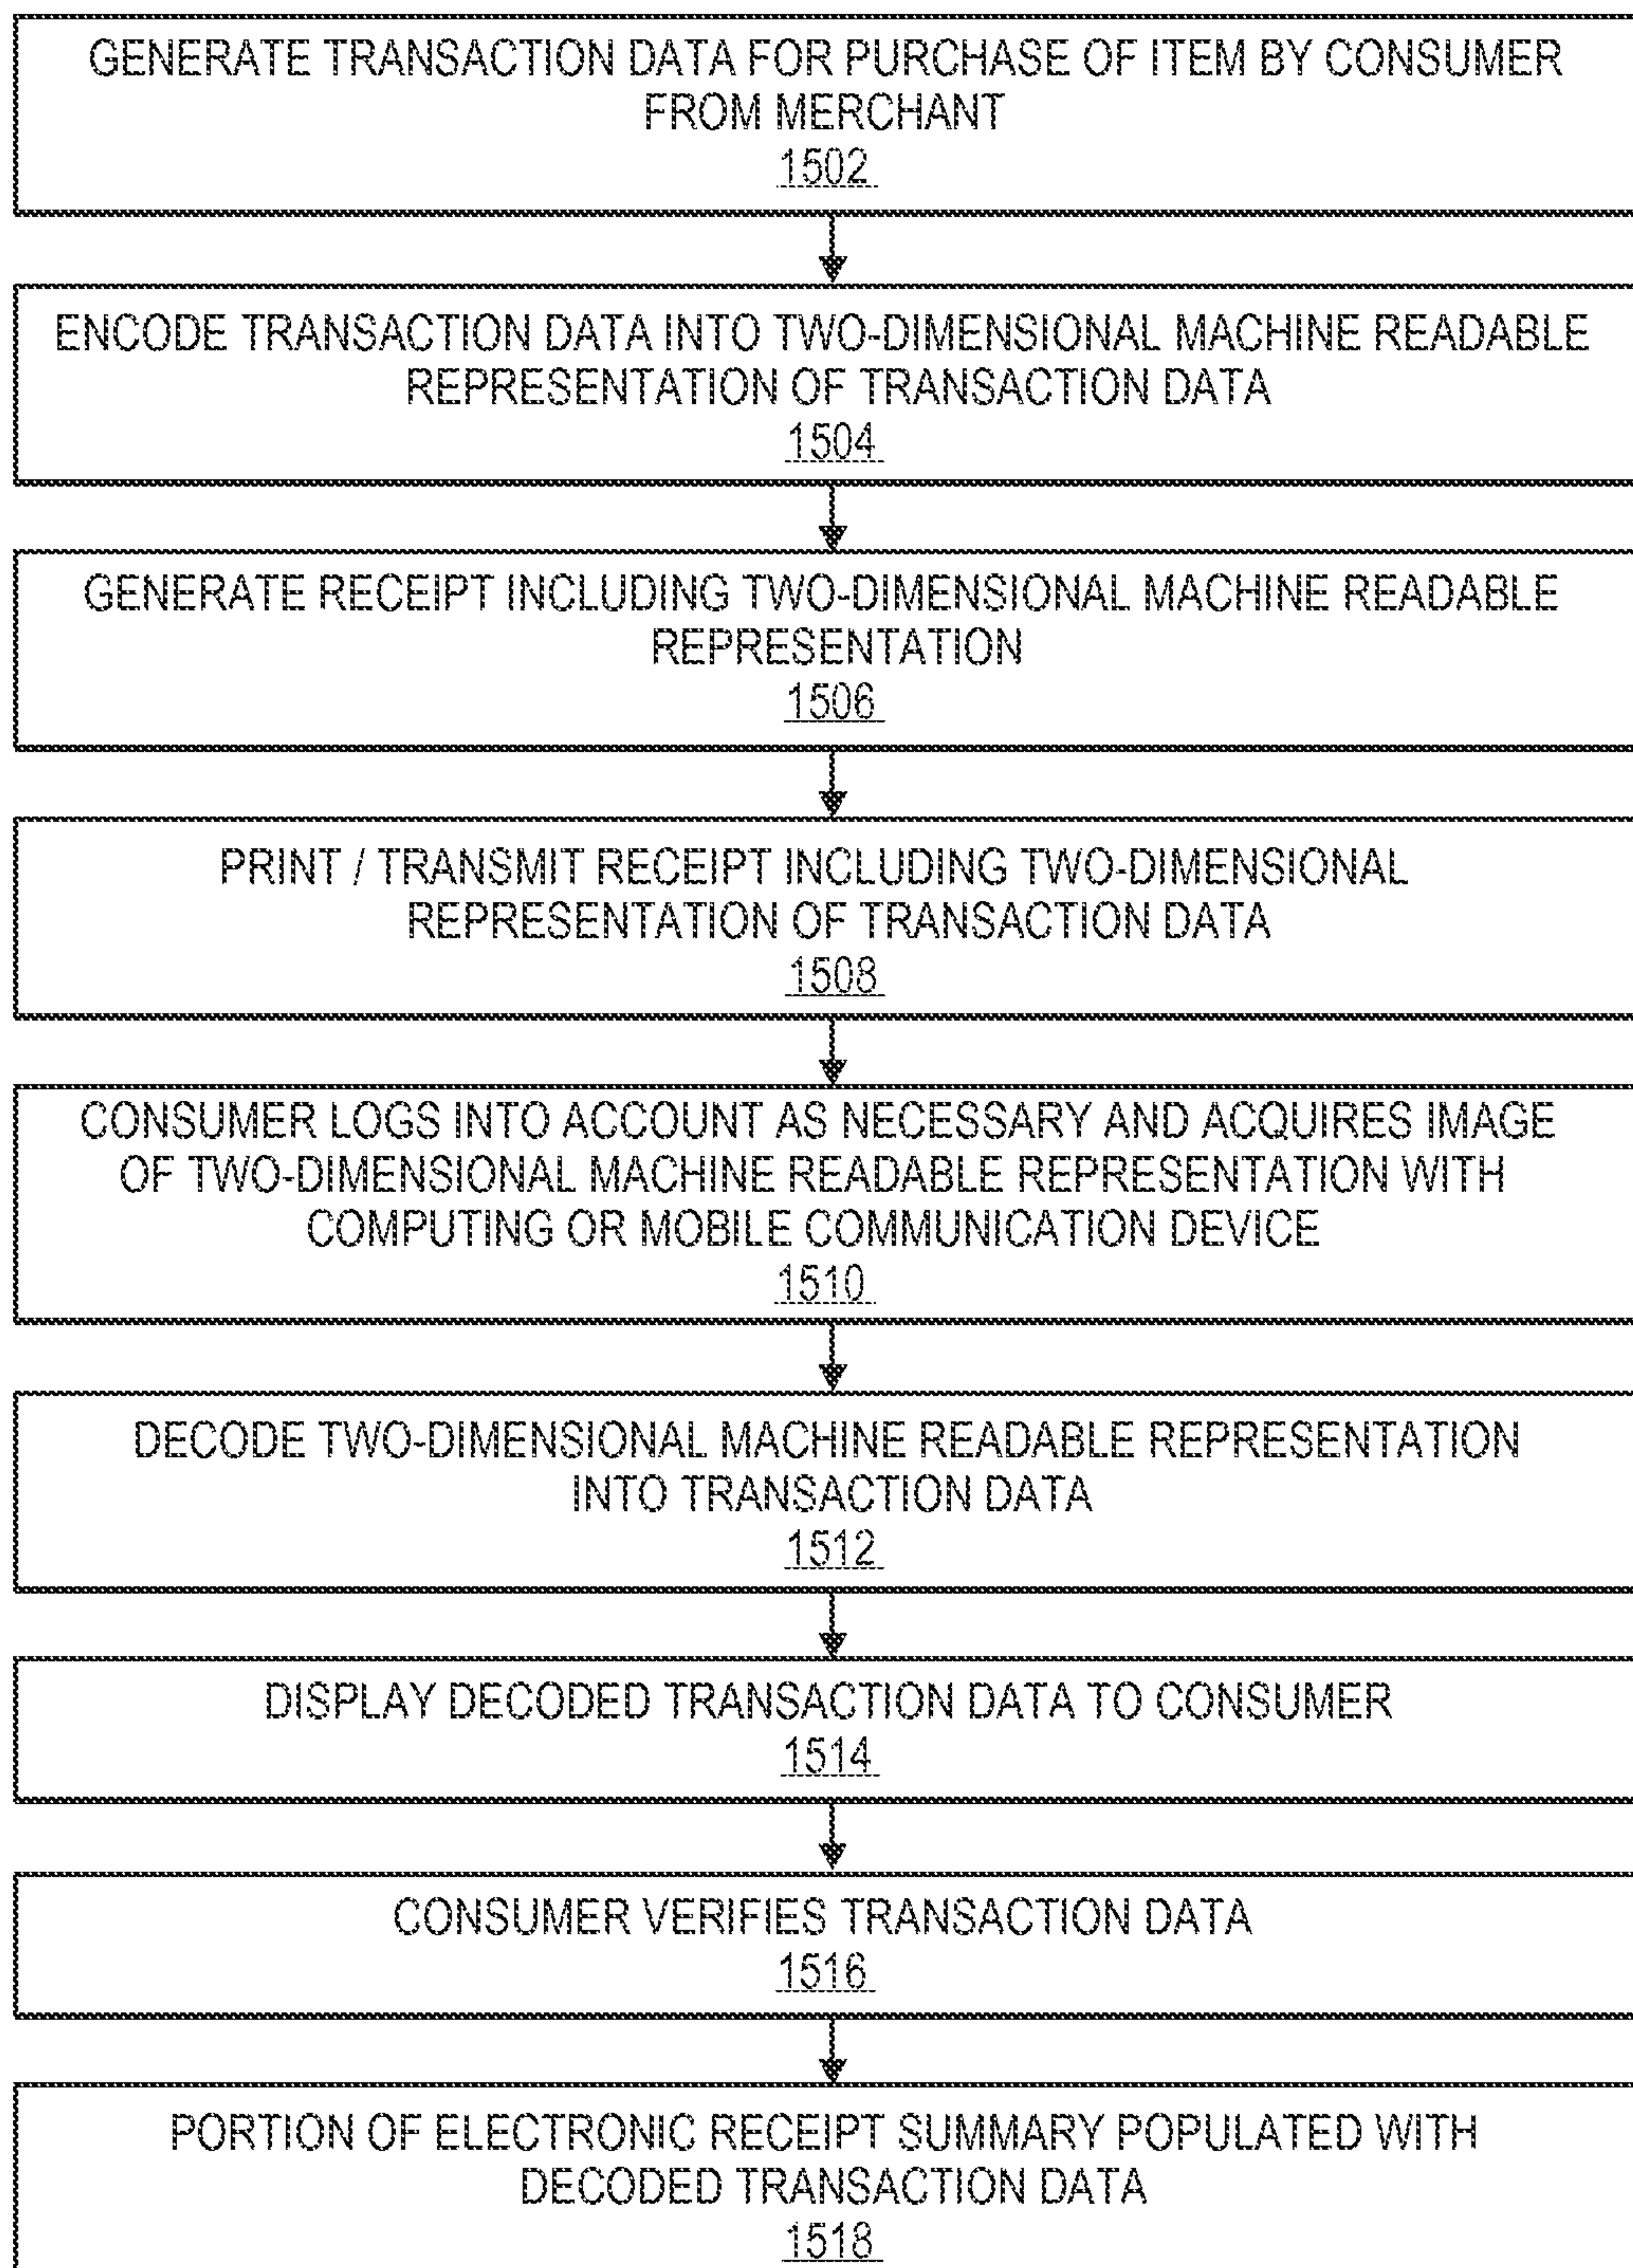 GENERATE TRANSACTION DATA FOR PURCHASE OF ITEM BY CONSUMER
FROM MERCHANT
1502
ENCODE TRANSACTION DATA INTO TWO-DIMENSIONAL MACHINE READABLE
REPRESENTATION OF TRANSACTION DATA
1504
GENERATE RECEIPT INCLUDING TWO-DIMENSIONAL MACHINE READABLE
REPRESENTATION
1506
PRINT / TRANSMIT RECEIPT INCLUDING TWO-DIMENSIONAL
REPRESENTATION OF TRANSACTION DATA
1508
CONSUMER LOGS INTO ACCOUNT AS NECESSARY AND ACQUIRES IMAGE
OF TWO-DIMENSIONAL MACHINE READABLE REPRESENTATION WITH
COMPUTING OR MOBILE COMMUNICATION DEVICE
1510
DECODE TWO-DIMENSIONAL MACHINE READABLE REPRESENTATION
INTO TRANSACTION DATA
1512
DISPLAY DECODED TRANSACTION DATA TO CONSUMER
1514
CONSUMER VERIFIES TRANSACTION DATA
1516
PORTION OF ELECTRONIC RECEIPT SUMMARY POPULATED WITH
DECODED TRANSACTION DATA
1518